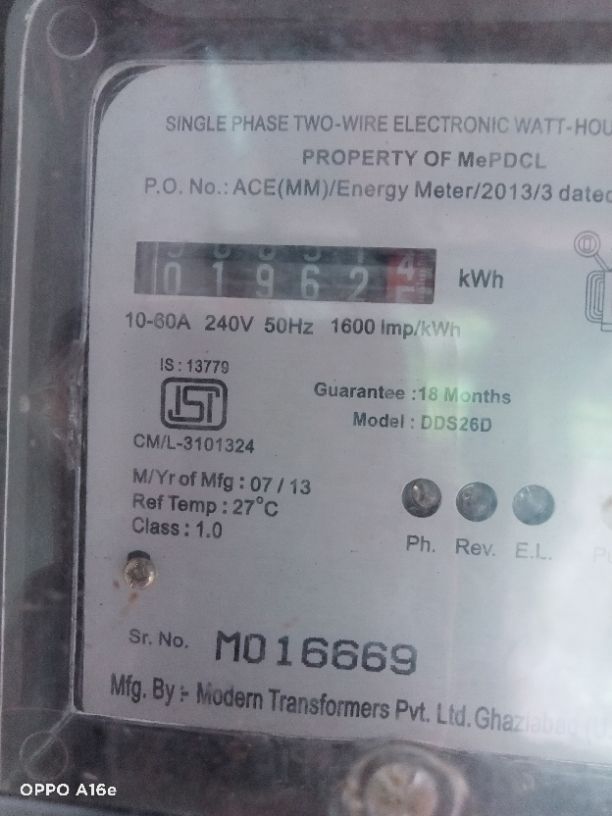 SINGLE PHASE TWO-WIRE ELECTRONIC WATT-HOU
PROPERTY OF MePDCL
P.O. No.: ACE(MM)/Energy Meter/2013/3 dated
01962 4 kWh
10-60A 240V 50Hz 1600 Imp/kWh
IS : 13779
ISI
CM/L-3101324
Guarantee :18 Months
Model : DDS26D
M/Yr of Mfg : 07 / 13
Ref Temp : 27°C
Class : 1.0
Ph. Rev. E.L.
Sr. No. M016669
Mfg. By :- Modern Transformers Pvt. Ltd. Ghaziabad (U
OPPO A16e